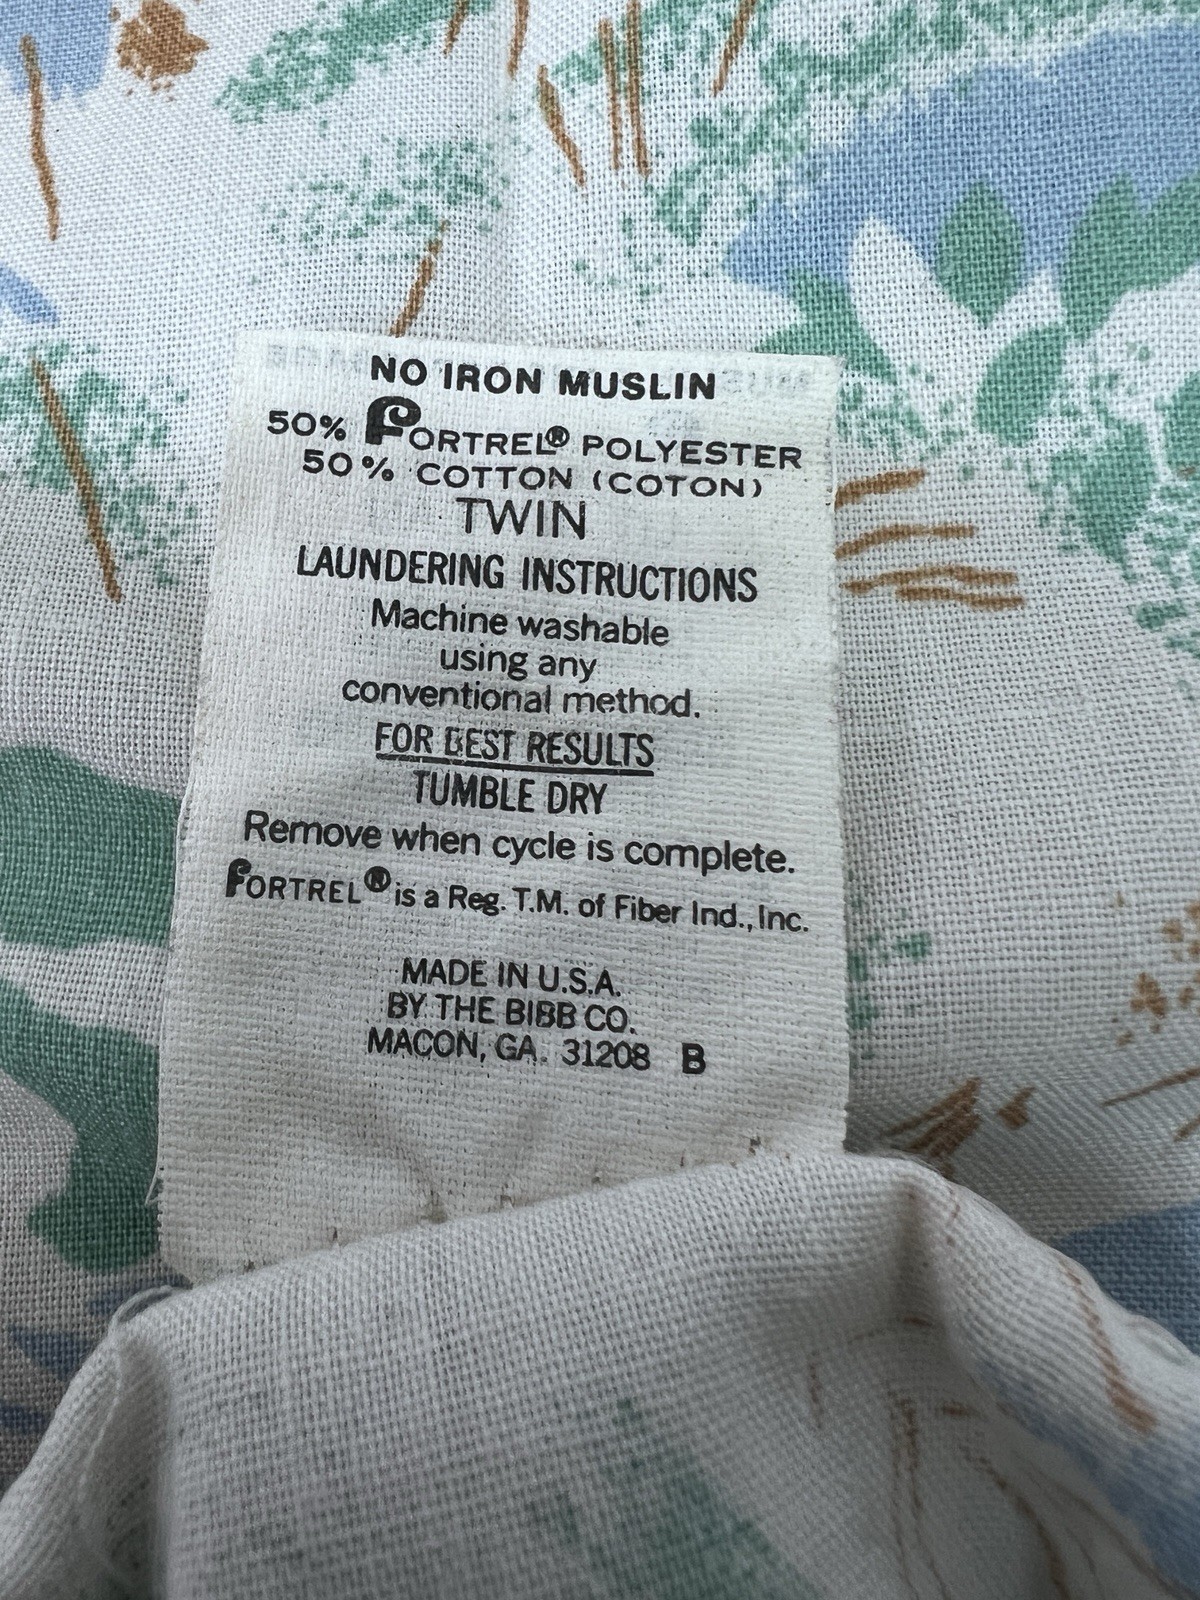 NO IRON MUSLIN
50% FORTREL® POLYESTER
50% COTTON (COTON)
TWIN
LAUNDERING INSTRUCTIONS
Machine washable
using any
conventional method.
FOR BEST RESULTS
TUMBLE DRY
Remove when cycle is complete.
FORTREL® is a Reg. T.M. of Fiber Ind., Inc.
MADE IN U.S.A.
BY THE BIBB CO.
MACON, GA. 31208 B